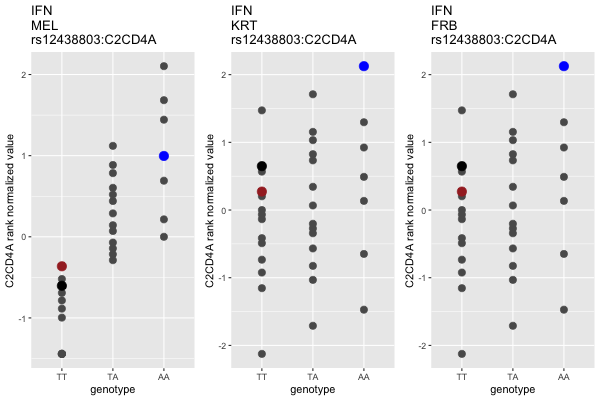 IFN
MEL
rs12438803:C2CD4A
C2CD4A rank normalized value
2
1
0
-1
TT
TA
AA
genotype
IFN
KRT
rs12438803:C2CD4A
C2CD4A rank normalized value
2
1
0
-1
-2
TT
TA
AA
genotype
IFN
FRB
rs12438803:C2CD4A
C2CD4A rank normalized value
2
1
0
-1
-2
TT
TA
AA
genotype